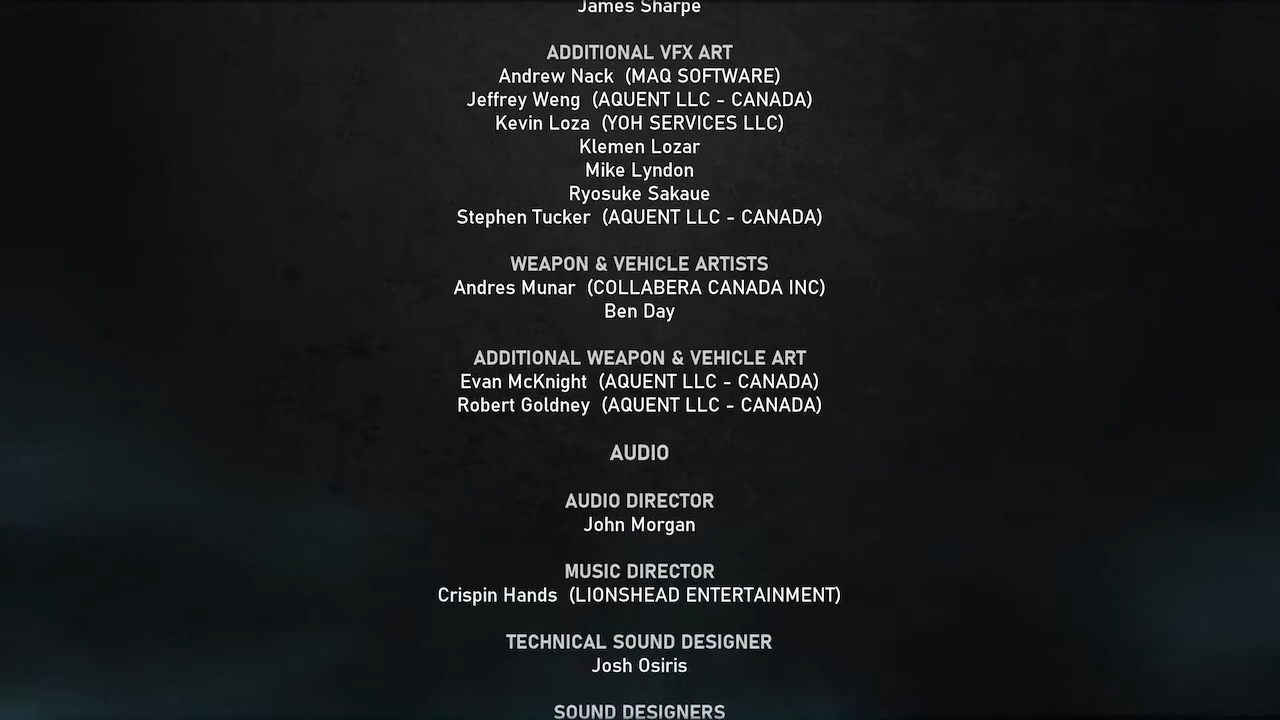 James Sharpe
ADDITIONAL VFX ART
Andrew Nack (MAQ SOFTWARE)
Jeffrey Weng (AQUENT LLC - CANADA)
Kevin Loza (YOH SERVICES LLC)
Klemen Lozar
Mike Lyndon
Ryosuke Sakaue
Stephen Tucker (AQUENT LLC - CANADA)
WEAPON & VEHICLE ARTISTS
Andres Munar (COLLABERA CANADA INC)
Ben Day
ADDITIONAL WEAPON & VEHICLE ART
Evan McKnight (AQUENT LLC - CANADA)
Robert Goldney (AQUENT LLC - CANADA)
AUDIO
AUDIO DIRECTOR
John Morgan
MUSIC DIRECTOR
Crispin Hands (LIONSHEAD ENTERTAINMENT)
TECHNICAL SOUND DESIGNER
Josh Osiris
SOUND DESIGNERS